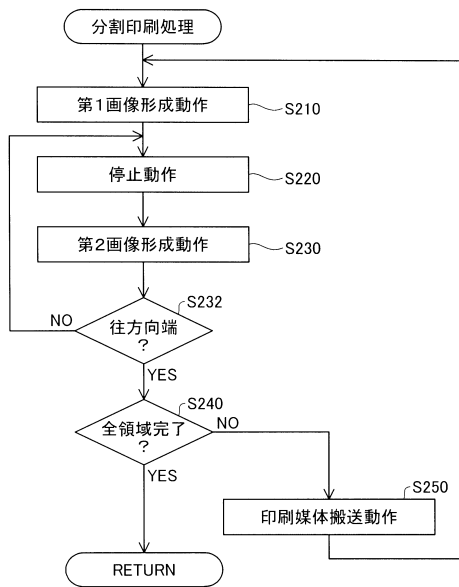 分割印刷処理
第1画像形成動作
S210
停止動作
S220
第2画像形成動作
S230
S232
往方向端
?
NO
YES
S240
全領域完了
?
NO
YES
S250
印刷媒体搬送動作
RETURN